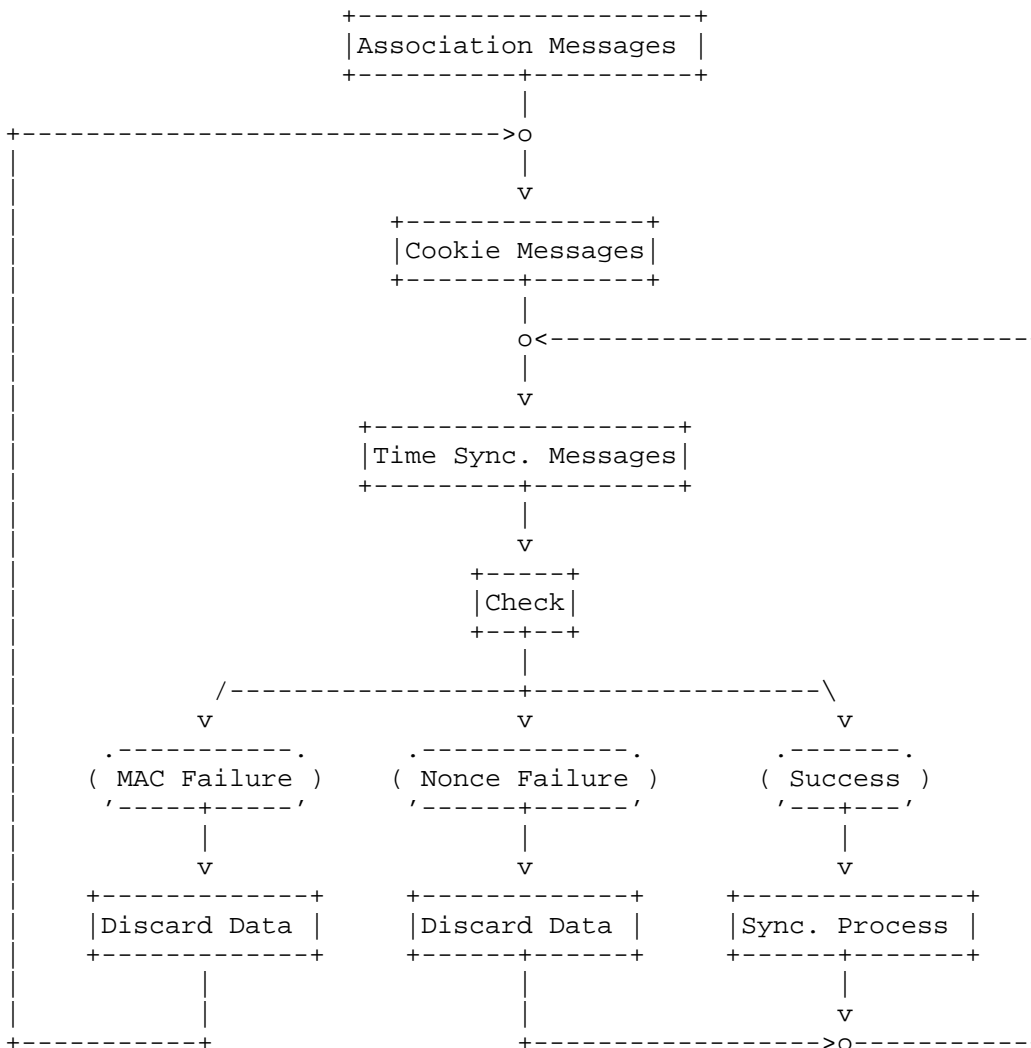 Association Messages
Cookie Messages
Time Sync. Messages
Check
( MAC Failure ) ( Nonce Failure ) ( Success )
Discard Data Discard Data Sync. Process